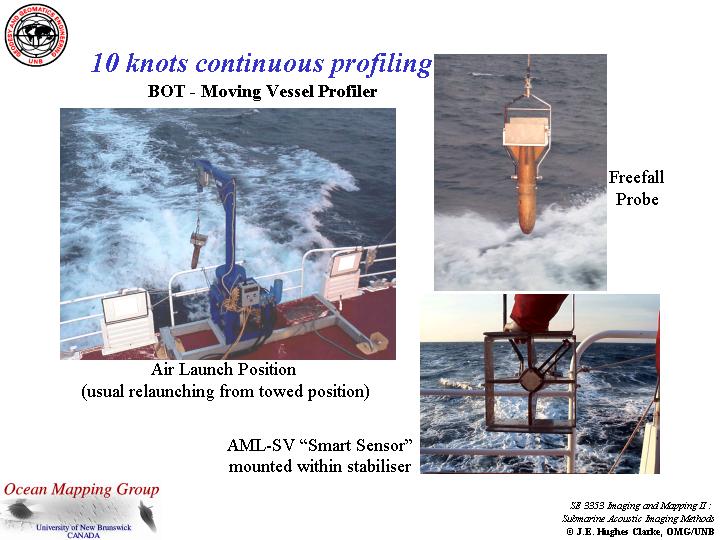 GEODESY AND GEOMATICS ENGINEERING
UNB
10 knots continuous profiling
BOT - Moving Vessel Profiler
Freefall
Probe
Air Launch Position
(usual relaunching from towed position)
AML-SV “Smart Sensor”
mounted within stabiliser
Ocean Mapping Group
University of New Brunswick
CANADA
SE 3353 Imaging and Mapping II :
Submarine Acoustic Imaging Methods
© J.E. Hughes Clarke, OMG/UNB